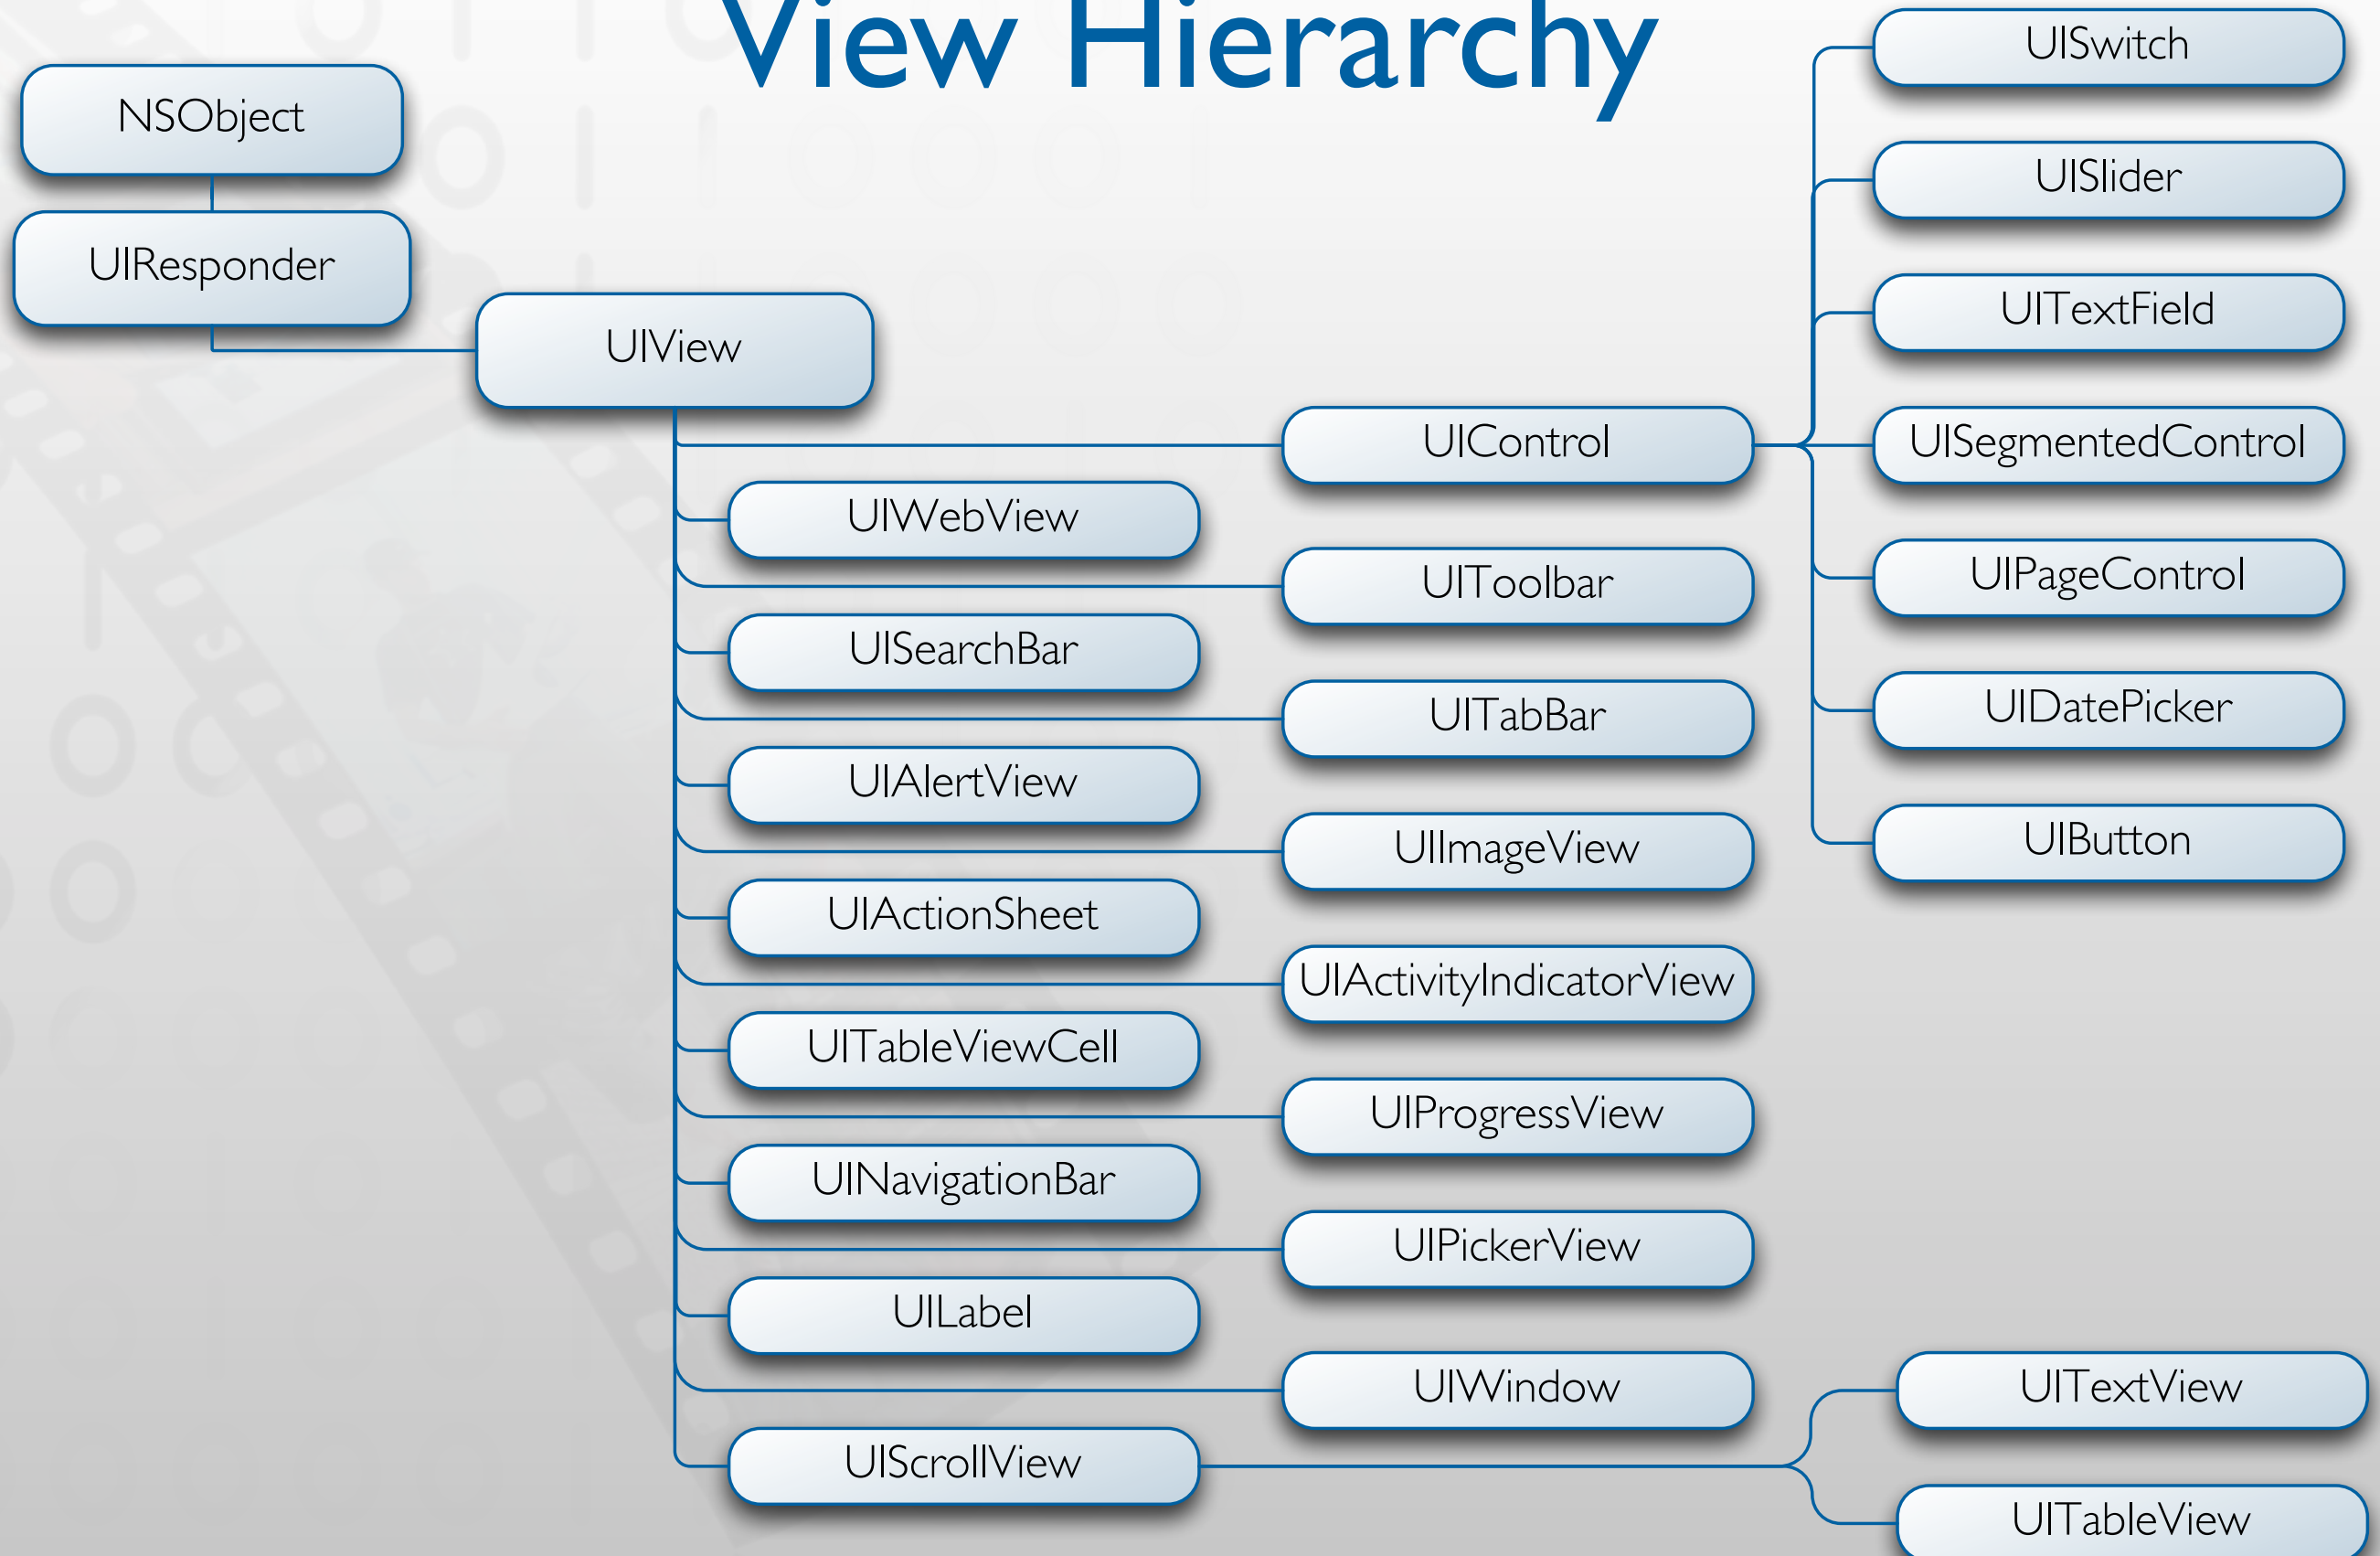 View Hierarchy
NSObject
UIResponder
UIView
UIControl
UISwitch
UISlider
UITextField
UISegmentedControl
UIPageControl
UIDatePicker
UIButton
UIWebView
UIToolbar
UISearchBar
UITabBar
UIAlertView
UIImageView
UIActionSheet
UIActivityIndicatorView
UITableViewCell
UIProgressView
UINavigationBar
UIPickerView
UILabel
UIWindow
UIScrollView
UITextView
UITableView